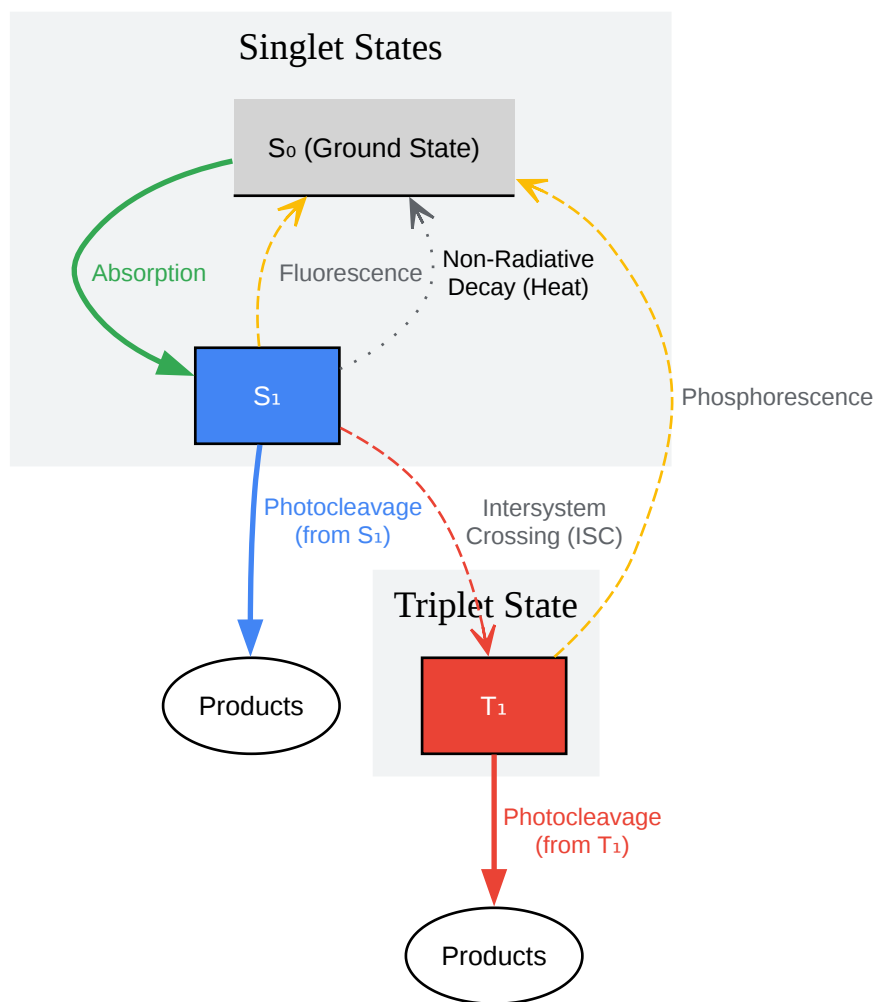 Singlet States
S₀ (Ground State)
Absorption
Fluorescence
Non-Radiative
Decay (Heat)
S₁
Phosphorescence
Photocleavage
(from S₁)
Intersystem
Crossing (ISC)
Triplet State
Products
T₁
Photocleavage
(from T₁)
Products